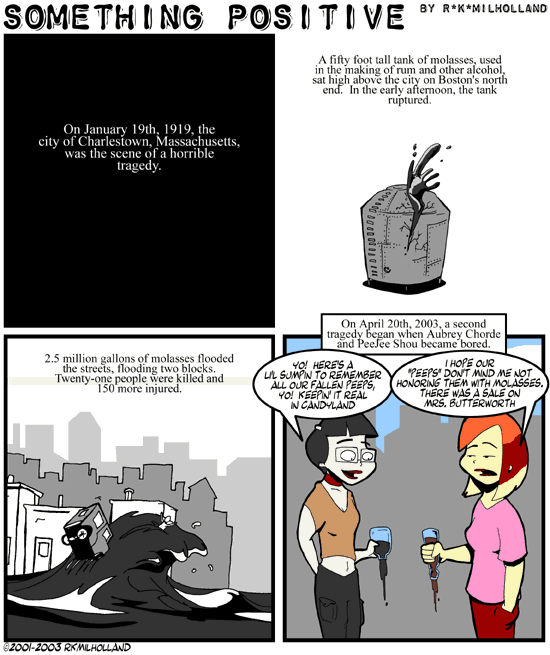 SOMETHING POSITIVE BY R*K*MILHOLLAND
On January 19th, 1919, the
city of Charlestown, Massachusetts,
was the scene of a horrible
tragedy.
A fifty foot tall tank of molasses, used
in the making of rum and other alcohol,
sat high above the city on Boston's north
end. In the early afternoon, the tank
ruptured.
2.5 million gallons of molasses flooded
the streets, flooding two blocks.
Twenty-one people were killed and
150 more injured.
On April 20th, 2003, a second
tragedy began when Aubrey Chorde
and PeeJee Shou became bored.
YO! HERE'S A
LI'L SUMPIN TO REMEMBER
ALL OUR FALLEN PEEPS,
YO! KEEPIN' IT REAL
IN CANDYLAND
I HOPE OUR
"PEEPS" DON'T MIND ME NOT
HONORING THEM WITH MOLASSES.
THERE WAS A SALE ON
MRS. BUTTERWORTH
©2001-2003 RKMILHOLLAND